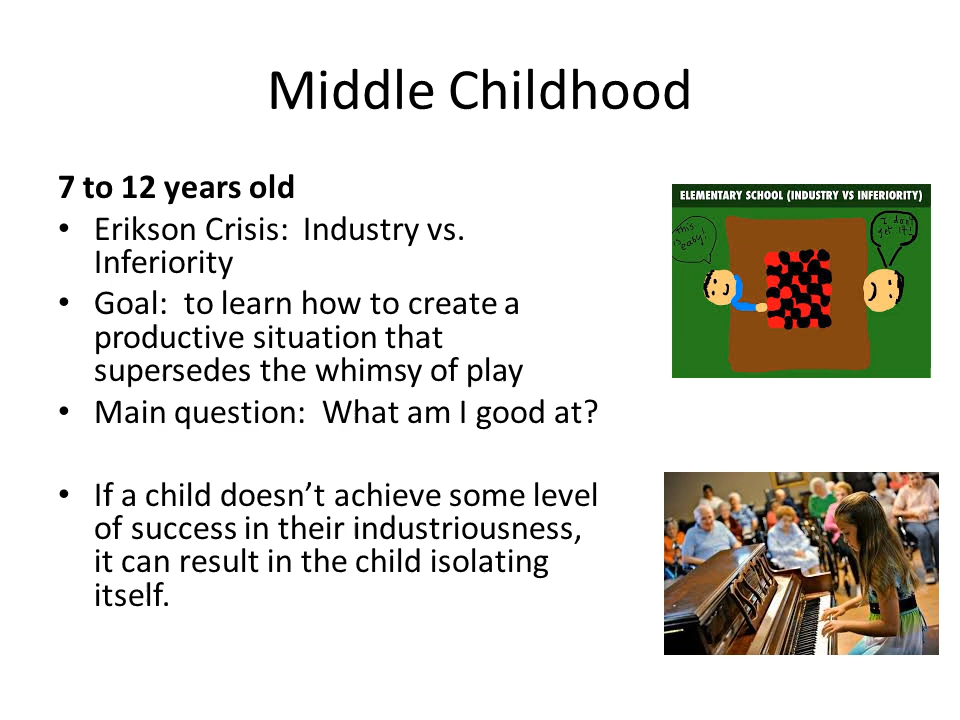 Middle Childhood
7 to 12 years old
• Erikson Crisis:  Industry vs.
Inferiority
• Goal:  to learn how to create a
productive situation that
supersedes the whimsy of play
• Main question:  What am I good at?
• If a child doesn’t achieve some level
of success in their industriousness,
it can result in the child isolating
itself.
ELEMENTARY SCHOOL (INDUSTRY VS INFERIORITY)
this
is easy!
I don't
get it!